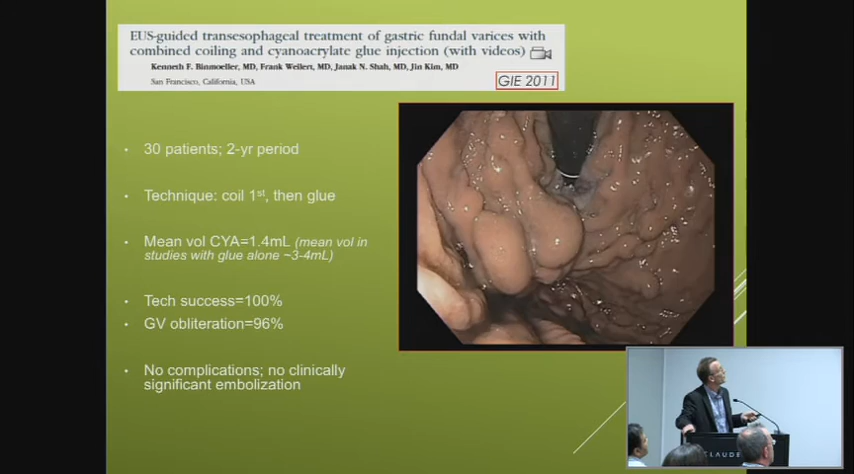 EUS-guided transesophageal treatment of gastric fundal varices with
combined coiling and cyanoacrylate glue injection (with videos)
Kenneth F. Binmoeller, MD, Frank Weilert, MD, Janak N. Shah, MD, Jin Kim, MD
San Francisco, California, USA
GIE 2011
• 30 patients; 2-yr period
• Technique: coil 1st, then glue
• Mean vol CYA=1.4mL (mean vol in
studies with glue alone ~3-4mL)
• Tech success=100%
• GV obliteration=96%
• No complications; no clinically
significant embolization
CLAUDE